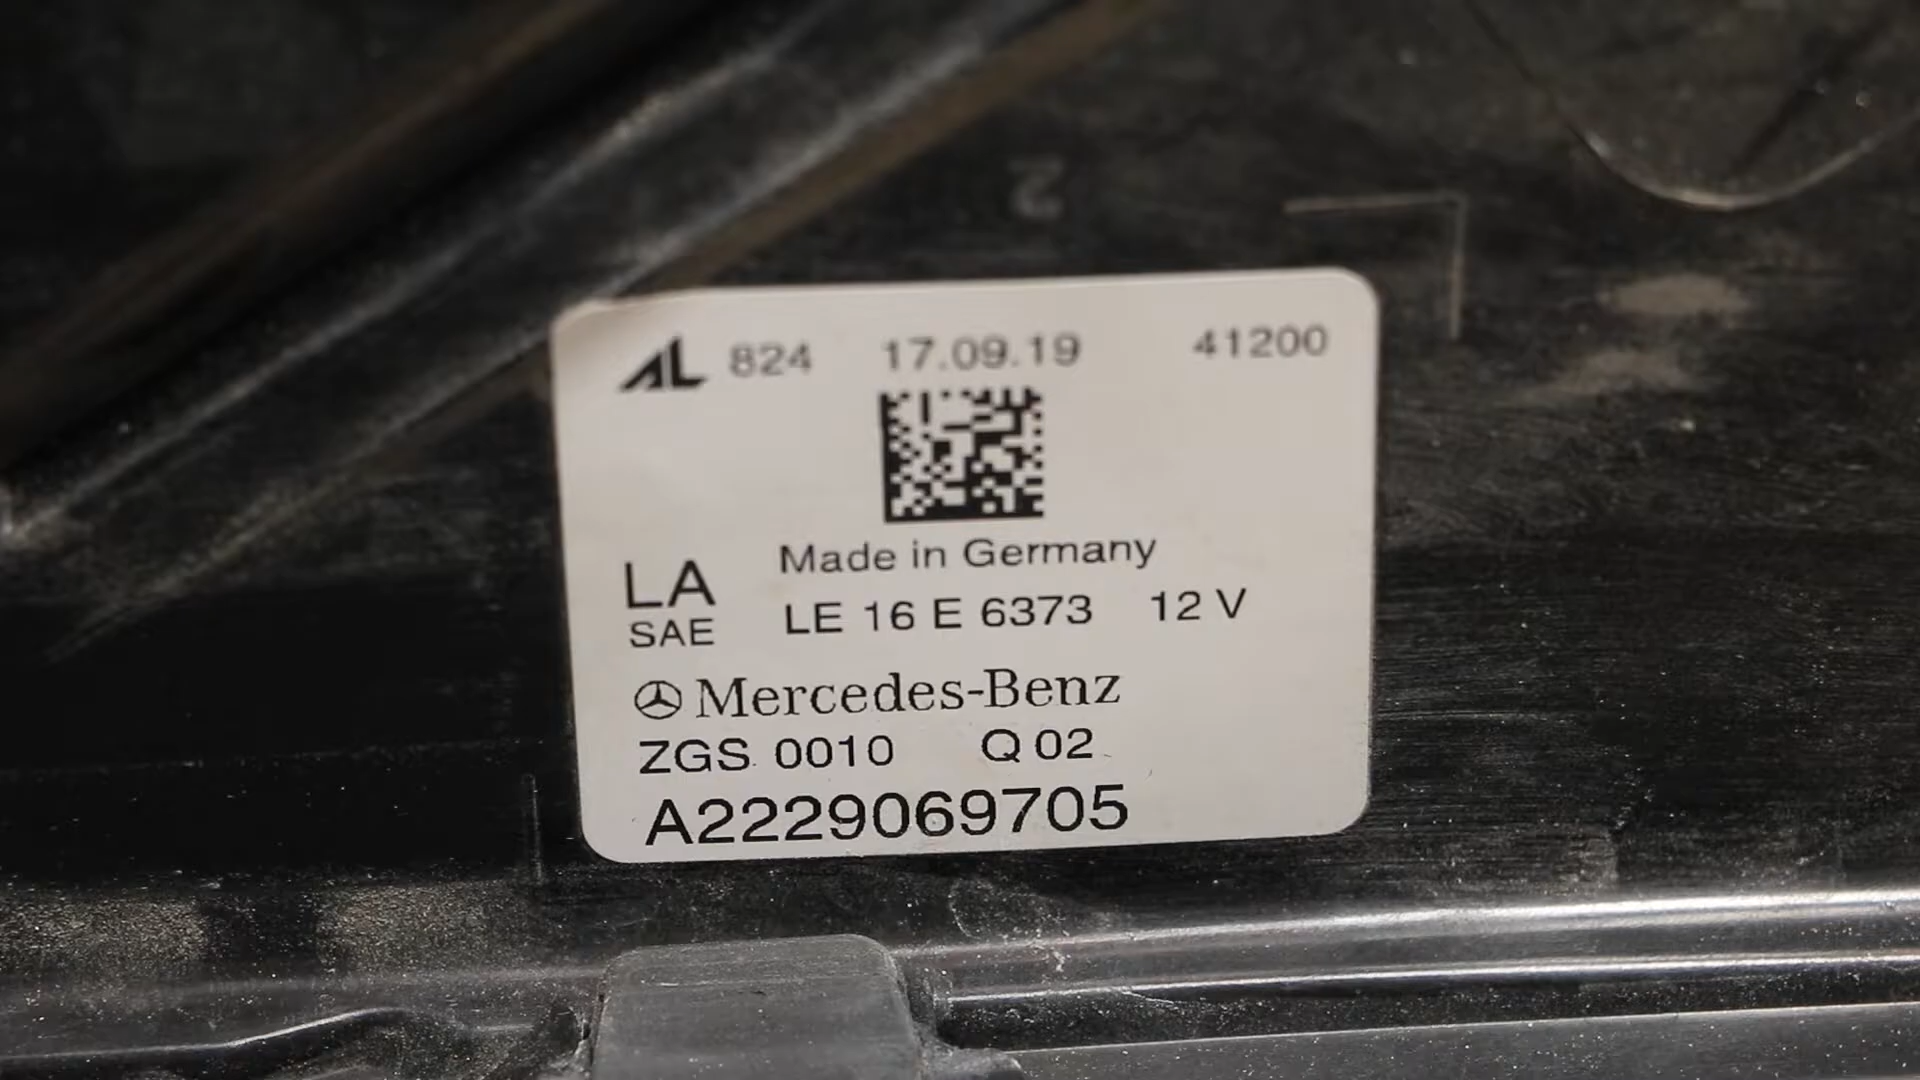 AL 824 17.09.19 41200
Made in Germany
LA LE 16 E 6373 12 V
SAE
Mercedes-Benz
ZGS 0010 Q 02
A2229069705
2